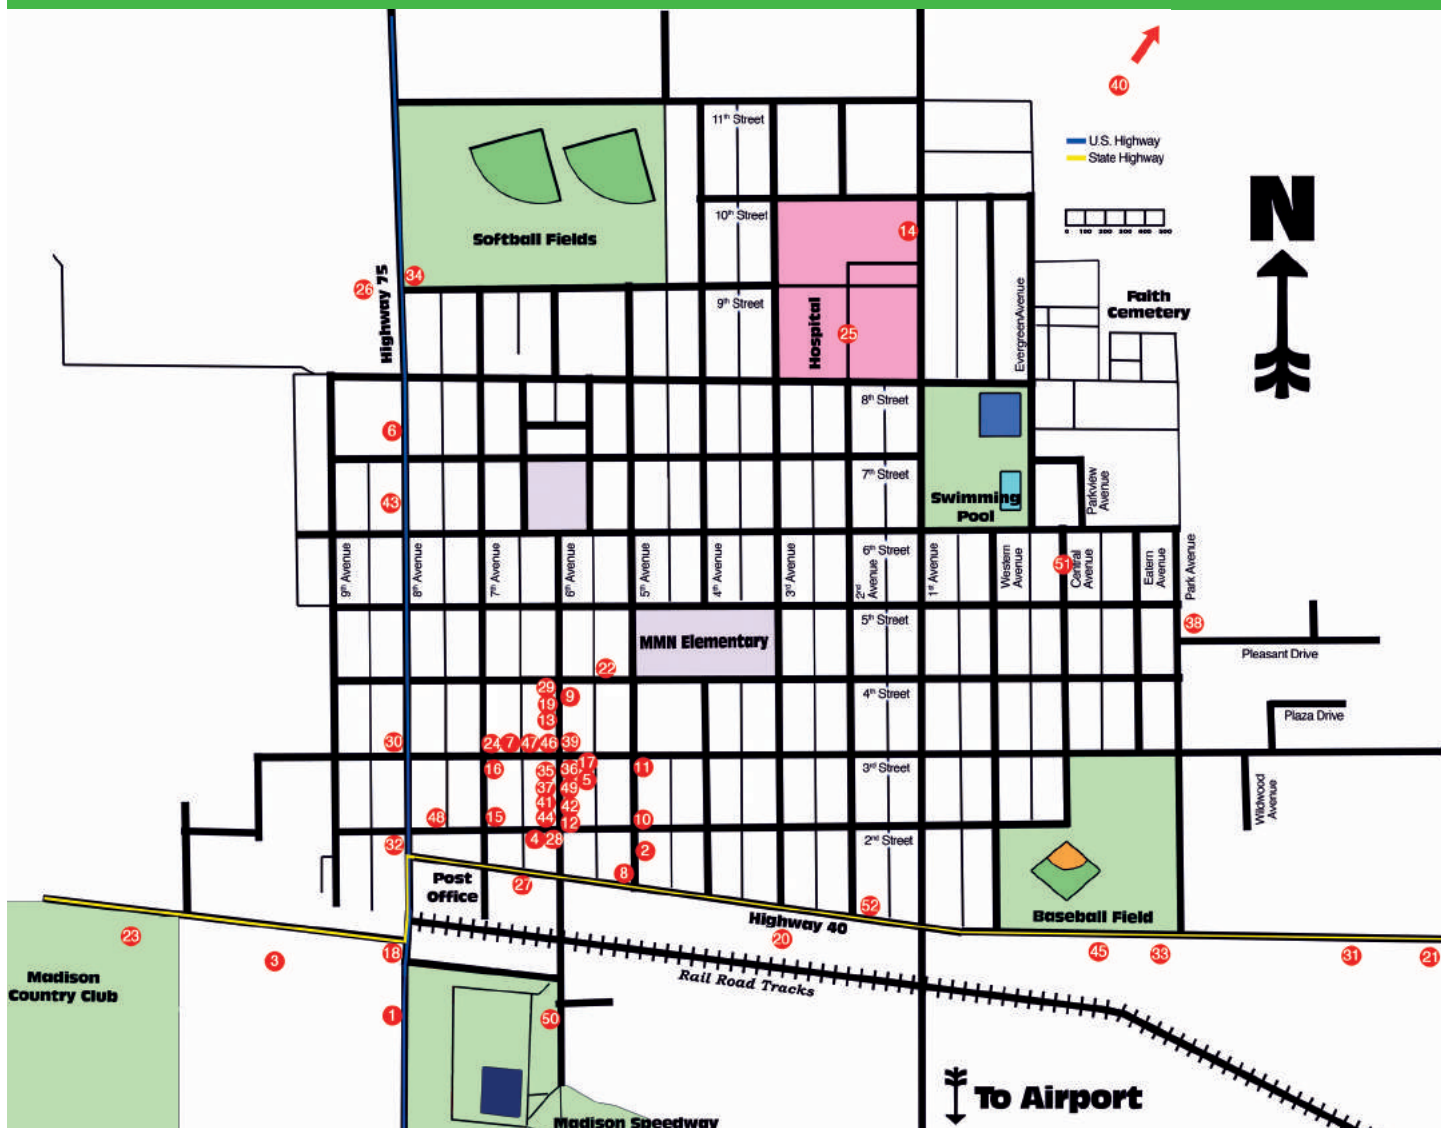 40
U.S. Highway
State Highway
0 100 200 300 400 500
N
11th Street
10th Street
14
Softball Fields
34
26
Highway 75
9th Street
Hospital
25
Evergreen Avenue
Faith
Cemetery
8th Street
6
7th Street
43
Swimming
Pool
Parkview
Avenue
9th Avenue
8th Avenue
7th Avenue
6th Avenue
5th Avenue
4th Avenue
3rd Avenue
6th Street
2nd
Avenue
1st Avenue
Western
Avenue
51
Central
Avenue
Eatern
Avenue
Park Avenue
5th Street
38
MMN Elementary
Pleasant Drive
22
29
9
19
13
4th Street
Plaza Drive
30
24
7
47
46
39
16
35
36
17
5
11
3rd Street
37
49
41
42
48
15
44
12
10
Wildwood
Avenue
32
4
28
2
2nd Street
8
Post
Office
27
52
Highway 40
20
Baseball Field
23
3
18
45
33
31
21
Madison
Country Club
Rail Road Tracks
1
50
To Airport
Madison Speedway